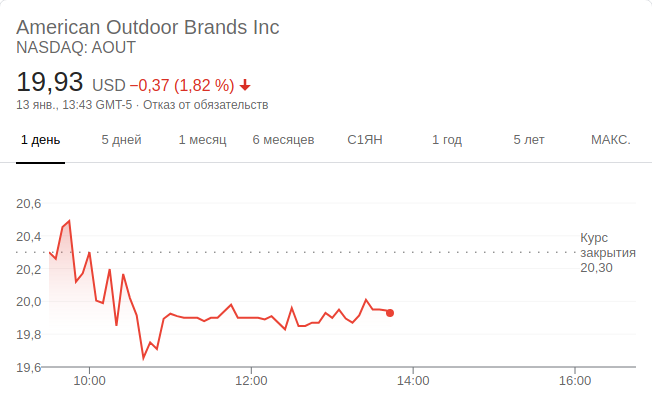 American Outdoor Brands Inc
NASDAQ: AOUT
19,93 USD −0,37 (1,82 %)
13 янв., 13:43 GMT-5 · Отказ от обязательств
1 день 5 дней 1 месяц 6 месяцев С1ЯН 1 год 5 лет МАКС.
20,6
20,4
20,2
20,0
19,8
19,6
Курс
закрытия
20,30
10:00 12:00 14:00 16:00